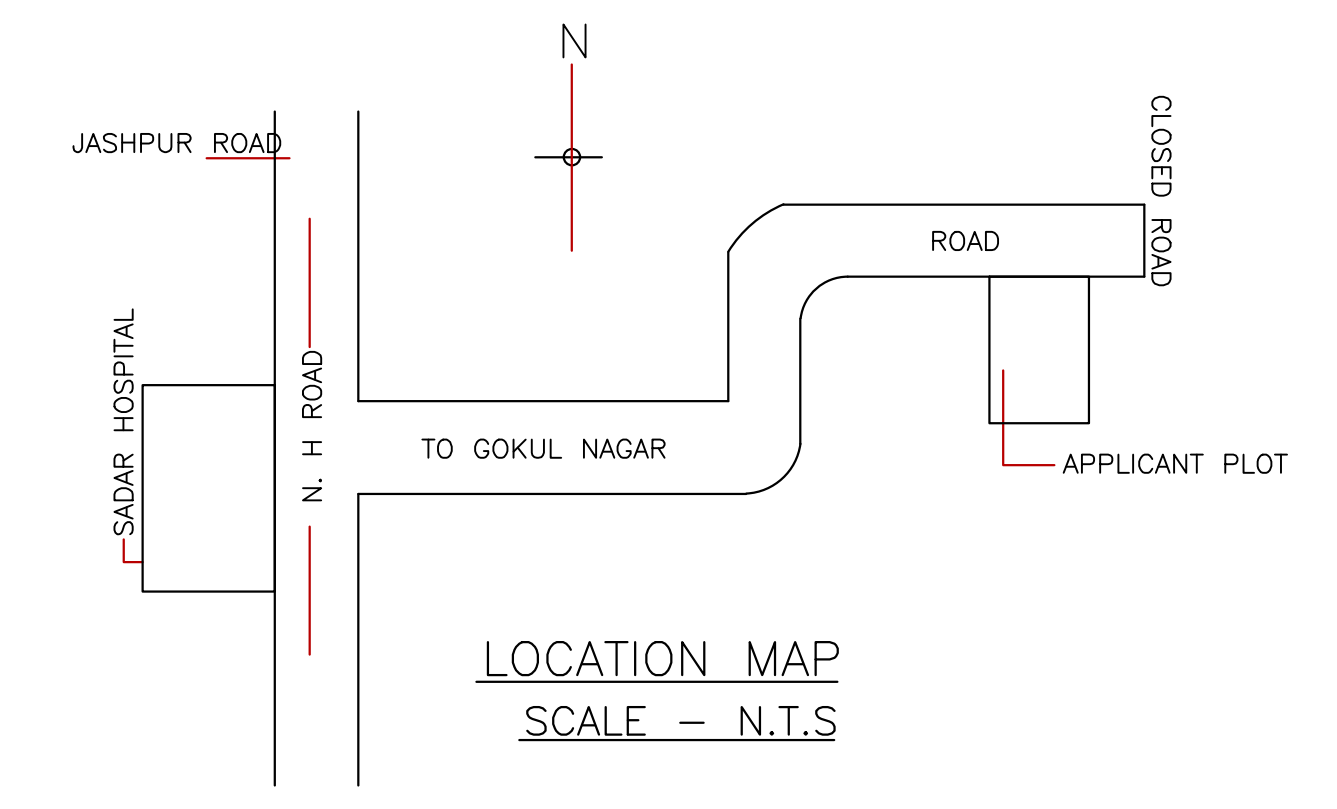 N
JASHPUR ROAD
CLOSED ROAD
ROAD
SADAR HOSPITAL
N. H ROAD
TO GOKUL NAGAR
APPLICANT PLOT
LOCATION MAP
SCALE - N.T.S